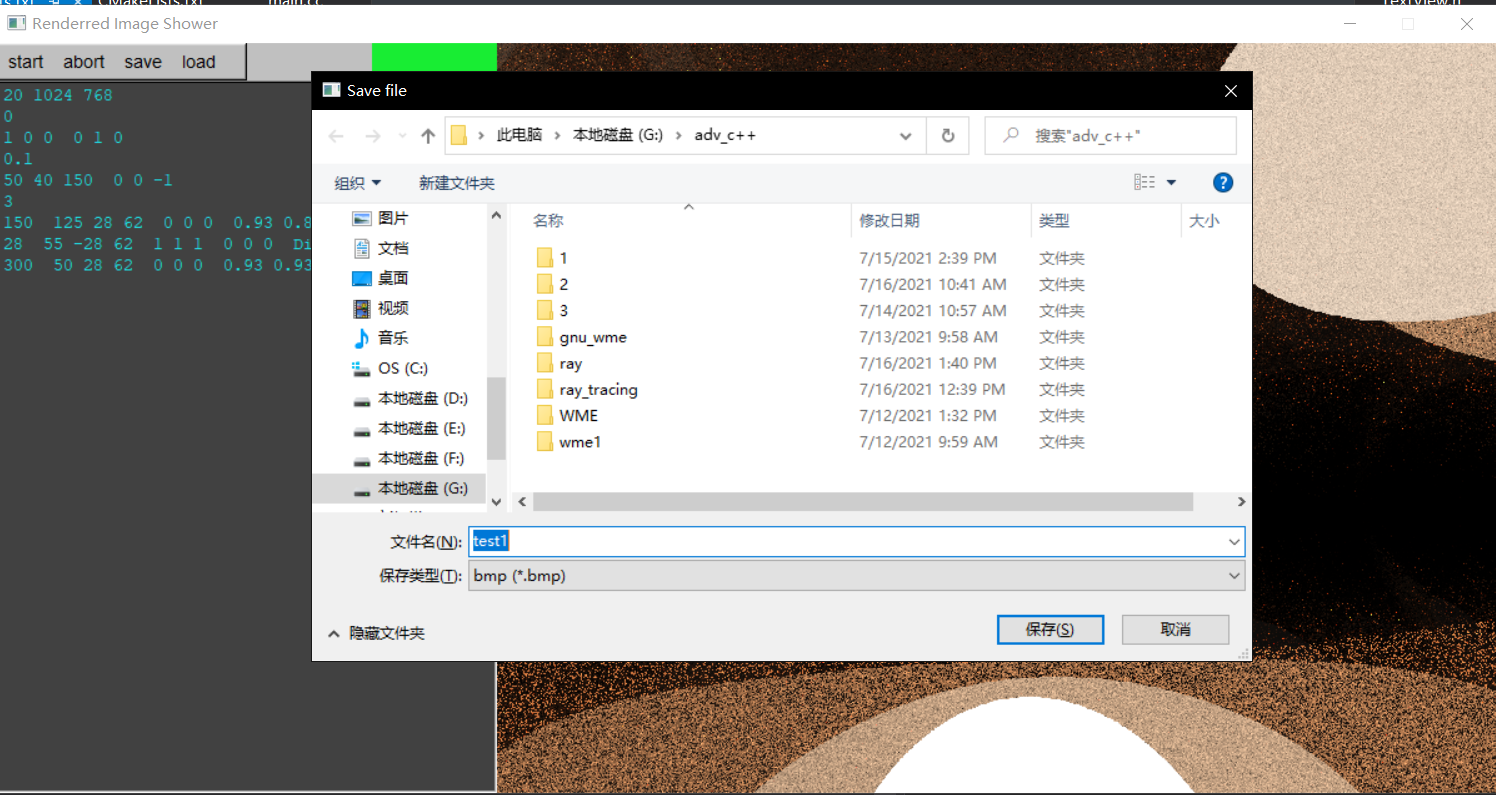 CMakeLists.txt
main.cc
TextView.h
Renderred Image Shower
start abort save load
20 1024 768
0
1 0 0  0 1 0
0.1
50 40 150  0 0 -1
3
150  125 28 62  0 0 0  0.93 0.8
28  55 -28 62  1 1 1  0 0 0  Di
300  50 28 62  0 0 0  0.93 0.93
Save file
此电脑 › 本地磁盘 (G:) › adv_c++
搜索"adv_c++"
组织 新建文件夹
图片
文档
桌面
视频
音乐
OS (C:)
本地磁盘 (D:)
本地磁盘 (E:)
本地磁盘 (F:)
本地磁盘 (G:)
名称 修改日期 类型 大小
1 7/15/2021 2:39 PM 文件夹
2 7/16/2021 10:41 AM 文件夹
3 7/14/2021 10:57 AM 文件夹
gnu_wme 7/13/2021 9:58 AM 文件夹
ray 7/16/2021 1:40 PM 文件夹
ray_tracing 7/16/2021 12:39 PM 文件夹
WME 7/12/2021 1:32 PM 文件夹
wme1 7/12/2021 9:59 AM 文件夹
文件名(N): test1
保存类型(T): bmp (*.bmp)
隐藏文件夹
保存(S) 取消